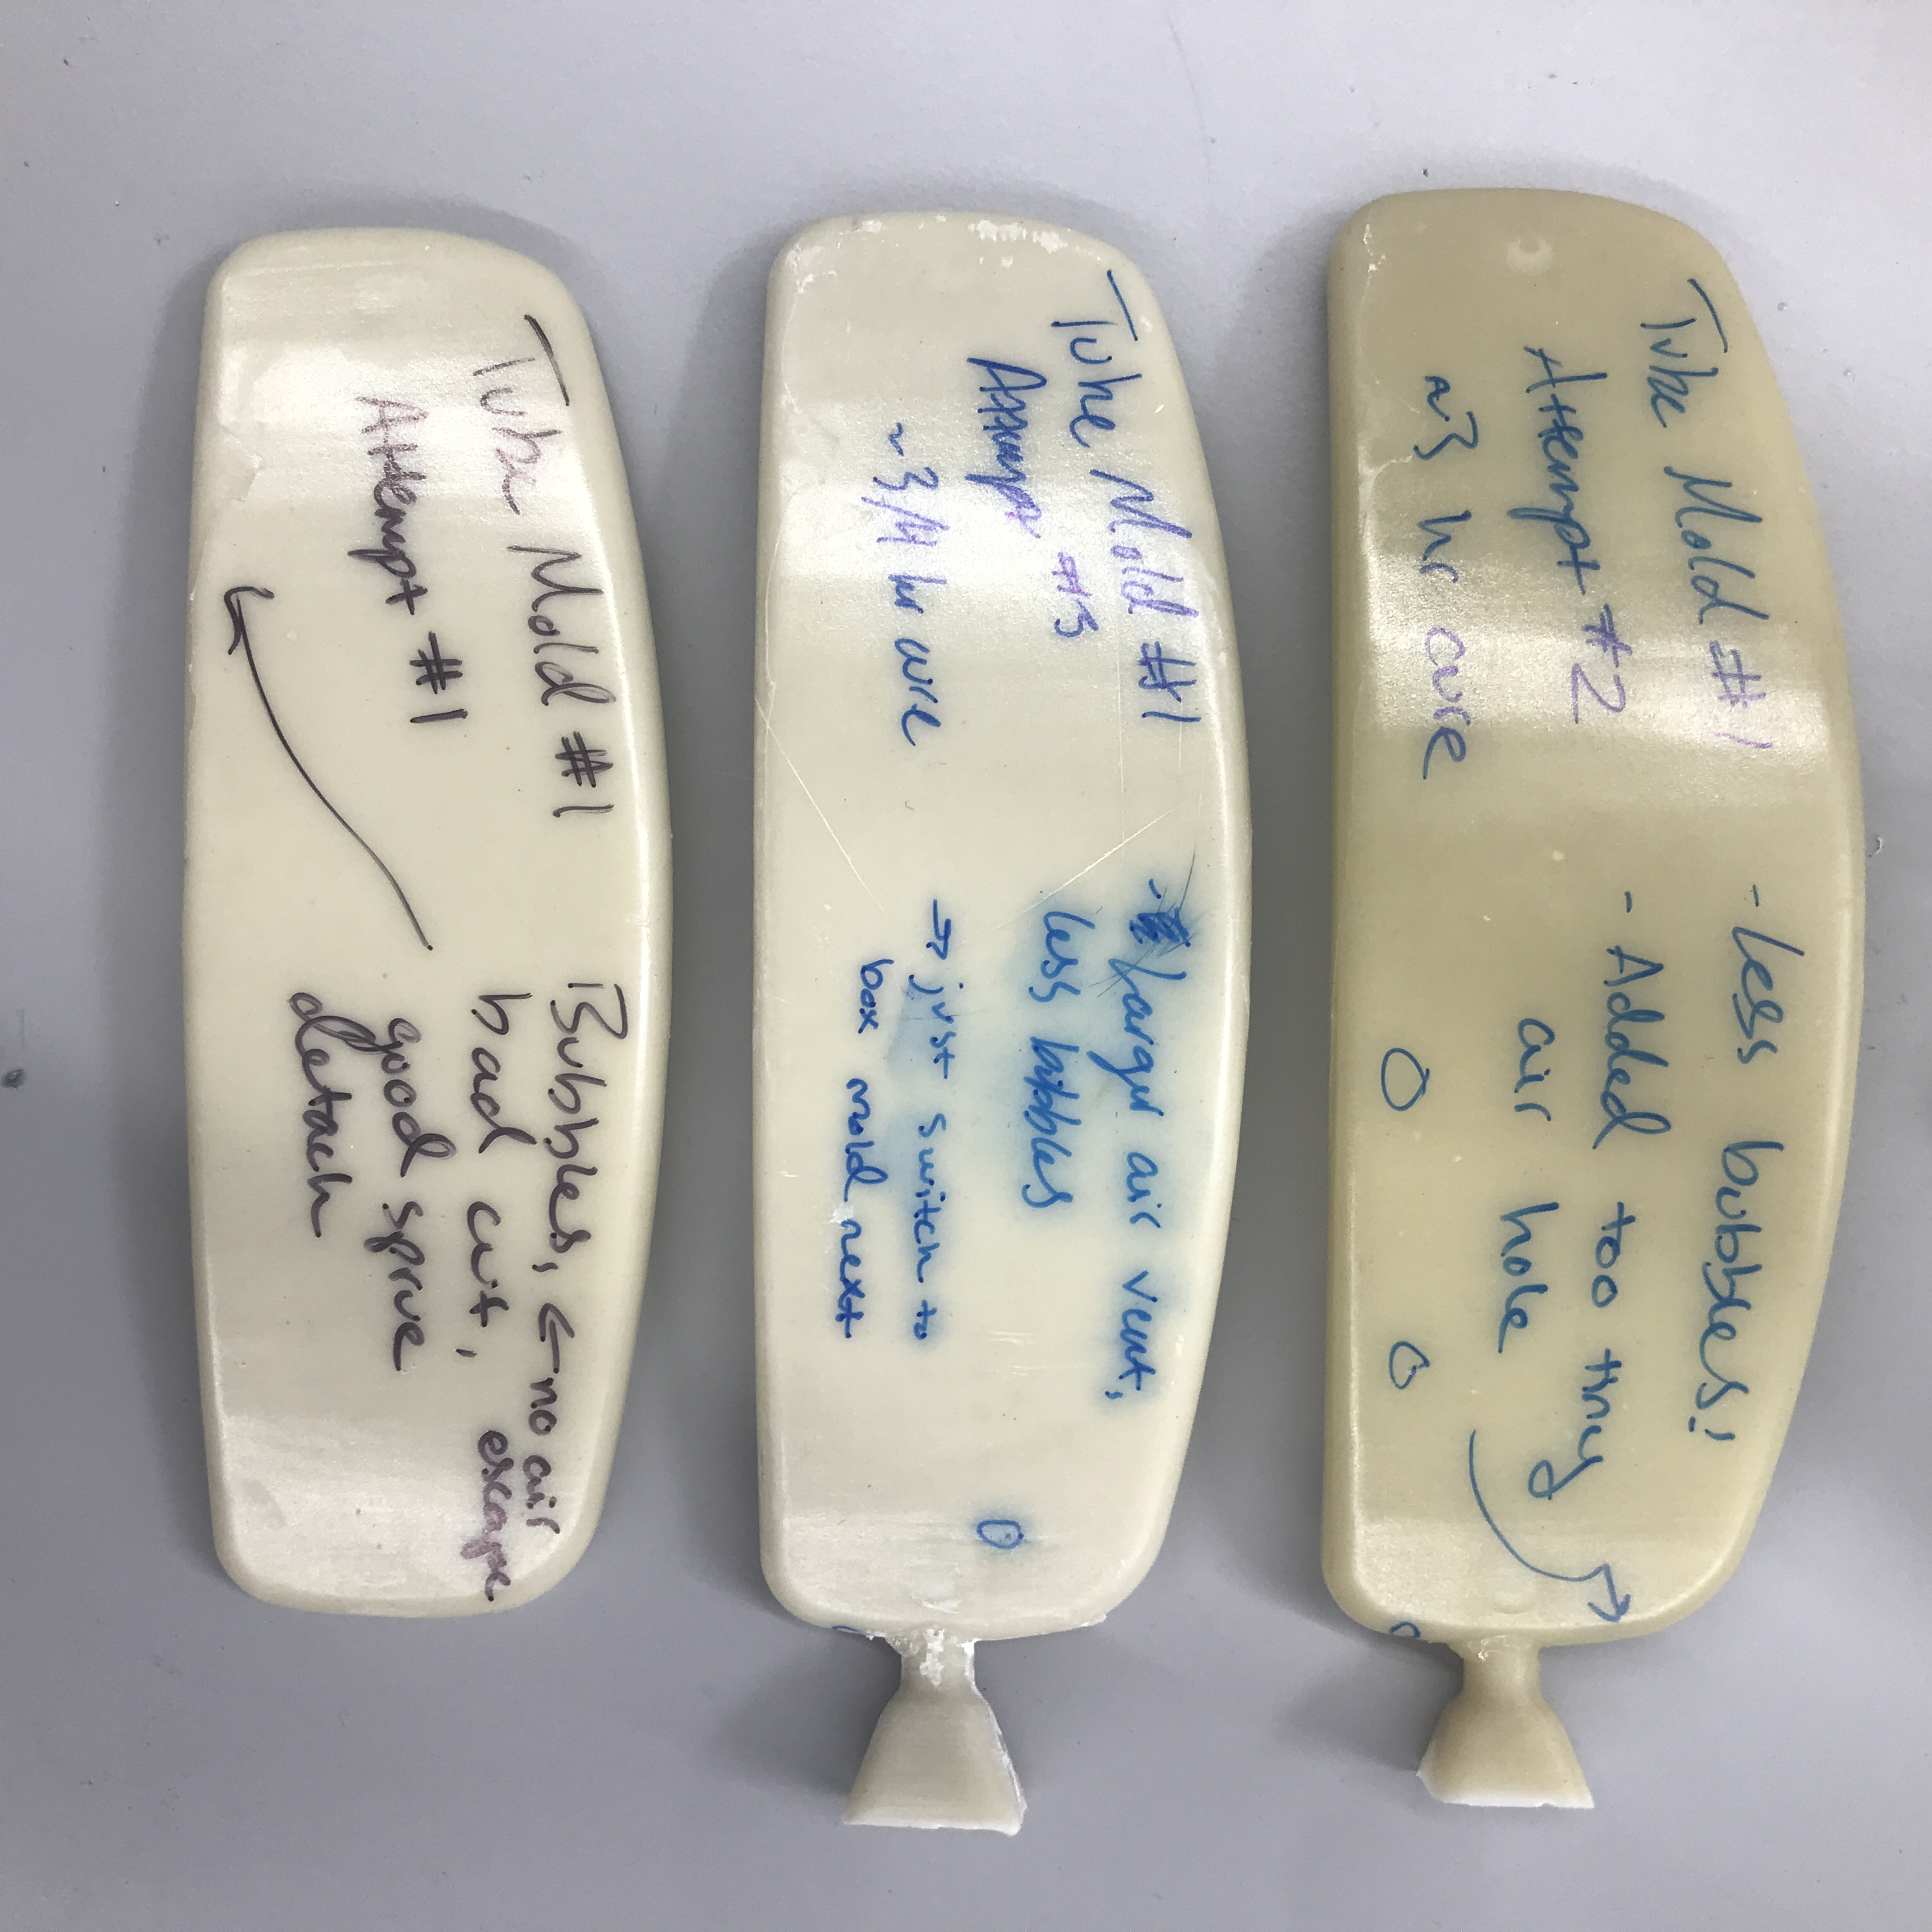 Tube Mold #1
Attempt #2
~3 hr cure
- Less bubbles!
- Added too tiny
air hole
Tube Mold #1
Attempt #3
~3/4 hr cure
- Larger air vent,
less bubbles
→ just switch to
box mold next
Tube Mold #1
Attempt #1
Bubbles, ← no air
escape
bad cut,
good sprue
detach